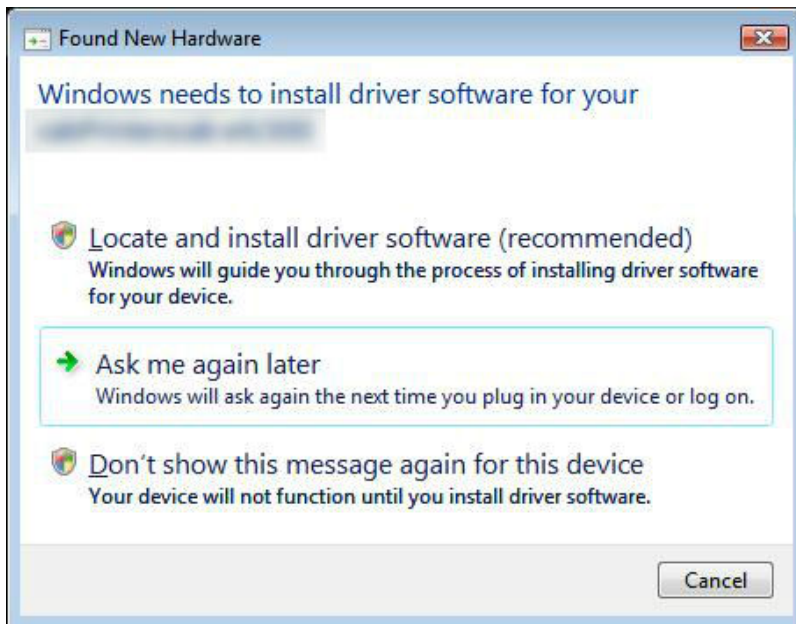 Found New Hardware
Windows needs to install driver software for your
Locate and install driver software (recommended)
Windows will guide you through the process of installing driver software
for your device.
Ask me again later
Windows will ask again the next time you plug in your device or log on.
Don't show this message again for this device
Your device will not function until you install driver software.
Cancel